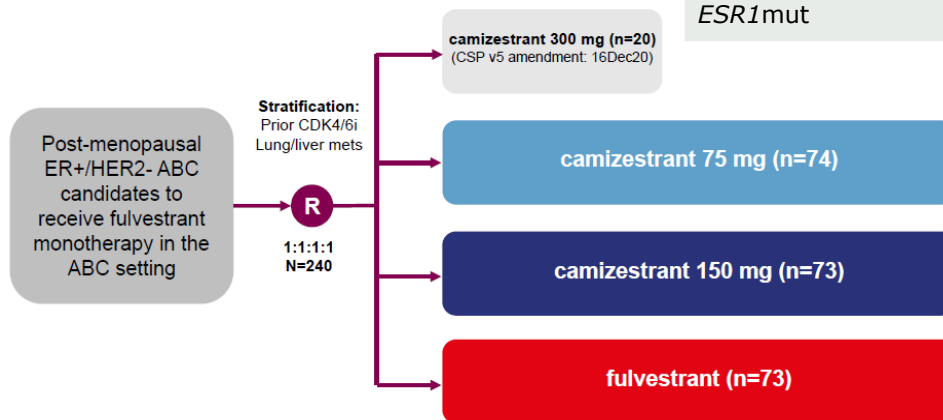 ESR1mut
camizestrant 300 mg (n=20)
(CSP v5 amendment: 16Dec20)
Stratification:
Prior CDK4/6i
Lung/liver mets
Post-menopausal
ER+/HER2- ABC
candidates to
receive fulvestrant
monotherapy in the
ABC setting
R
1:1:1:1
N=240
camizestrant 75 mg (n=74)
camizestrant 150 mg (n=73)
fulvestrant (n=73)